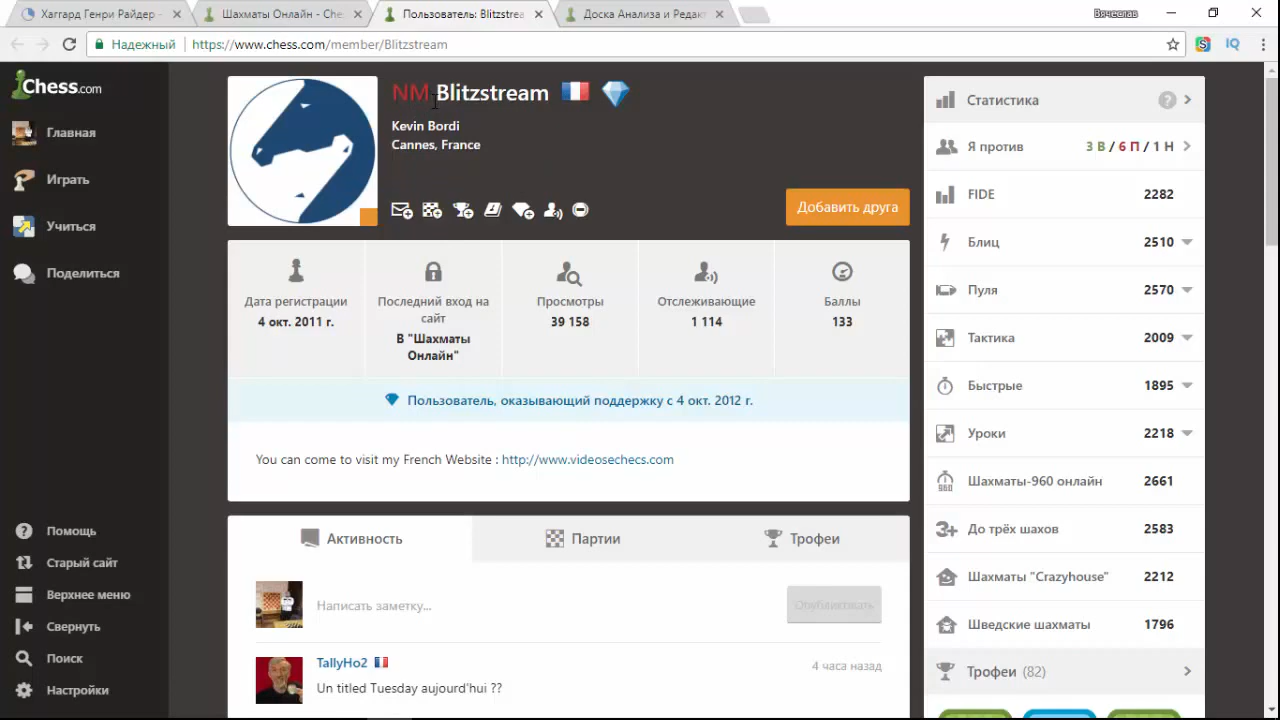 Хаггард Генри Райдер -
Шахматы Онлайн - Che
Пользователь: Blitzstrea
Доска Анализа и Редак
Вячеслав
Надежный
https://www.chess.com/member/Blitzstream
Chess.com
Главная
Играть
Учиться
Поделиться
Помощь
Старый сайт
Верхнее меню
Свернуть
Поиск
Настройки
NM Blitzstream
Kevin Bordi
Cannes, France
Добавить друга
Дата регистрации
4 окт. 2011 г.
Последний вход на
сайт
В "Шахматы
Онлайн"
Просмотры
39 158
Отслеживающие
1 114
Баллы
133
Пользователь, оказывающий поддержку с 4 окт. 2012 г.
You can come to visit my French Website : http://www.videosechecs.com
Активность
Партии
Трофеи
Написать заметку...
Опубликовать
TallyHo2
4 часа назад
Un titled Tuesday aujourd'hui ??
Статистика
Я против 3 В / 6 П / 1 Н
FIDE 2282
Блиц 2510
Пуля 2570
Тактика 2009
Быстрые 1895
Уроки 2218
960
Шахматы-960 онлайн 2661
3+ До трёх шахов 2583
Шахматы "Crazyhouse" 2212
Шведские шахматы 1796
Трофеи (82)